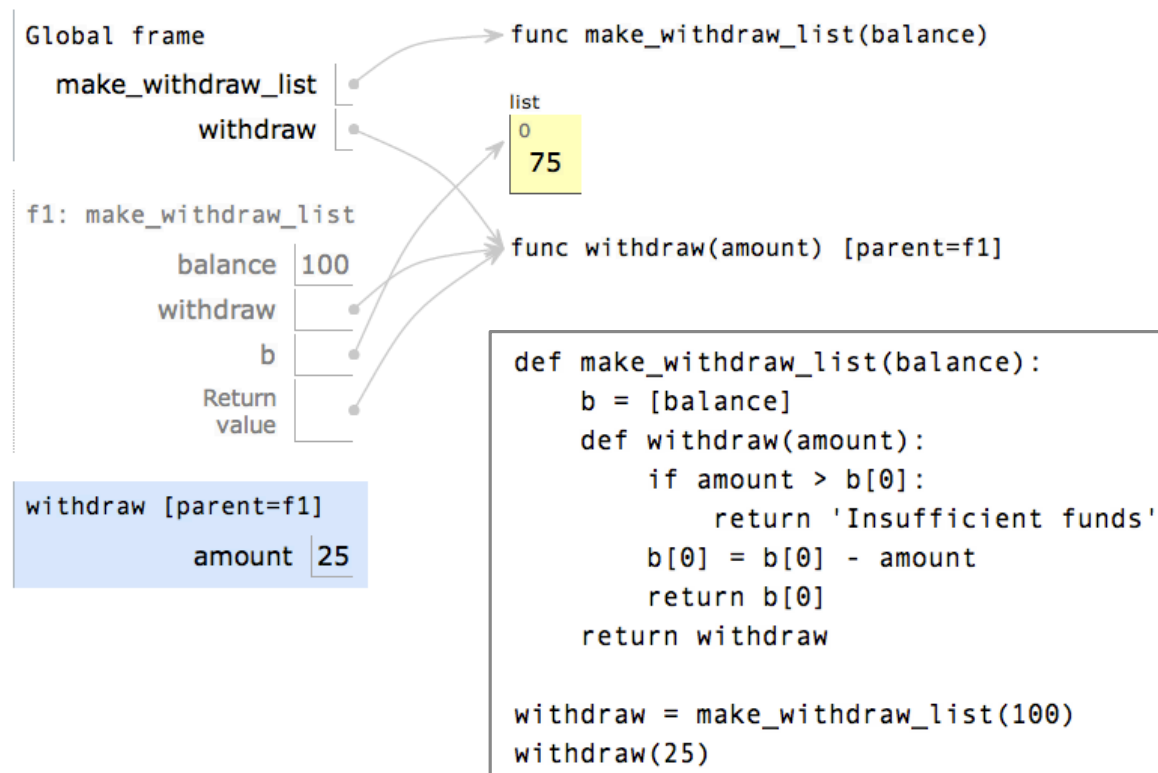 Global frame
make_withdraw_list
withdraw
func make_withdraw_list(balance)
list
0
75
f1: make_withdraw_list
balance 100
withdraw
b
Return
value
func withdraw(amount) [parent=f1]
withdraw [parent=f1]
amount 25
def make_withdraw_list(balance):
    b = [balance]
    def withdraw(amount):
        if amount > b[0]:
            return 'Insufficient funds'
        b[0] = b[0] - amount
        return b[0]
    return withdraw
withdraw = make_withdraw_list(100)
withdraw(25)